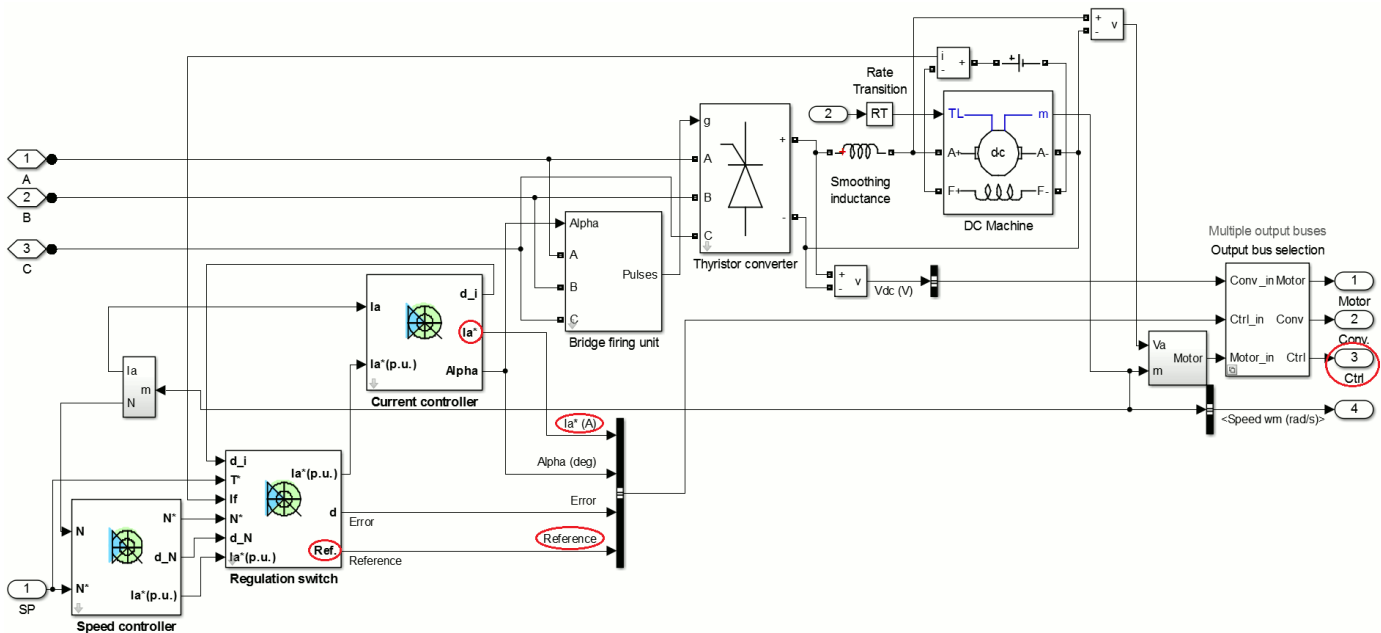 +
v
-
i
+
-
+
Rate
Transition
2
RT
TL
m
A+
dc
A-
F+
F-
DC Machine
Smoothing
inductance
g
A
B
C
+
-
Thyristor converter
1
A
2
B
3
C
Alpha
A
B
C
Pulses
Bridge firing unit
+
-
v
Vdc (V)
Multiple output buses
Output bus selection
Conv_in
Motor
Ctrl_in
Conv
Motor_in
Ctrl
1
Motor
2
Conv.
3
Ctrl
4
Va
m
Motor
<Speed wm (rad/s)>
Ia
d_i
Ia*
Ia*(p.u.)
Alpha
Current controller
Ia
m
N
Ia* (A)
Alpha (deg)
Error
Reference
d_i
T*
If
N*
d_N
Ia*(p.u.)
Ia*(p.u.)
d
Ref.
Error
Reference
Regulation switch
N
N*
N*
d_N
Ia*(p.u.)
Speed controller
1
SP